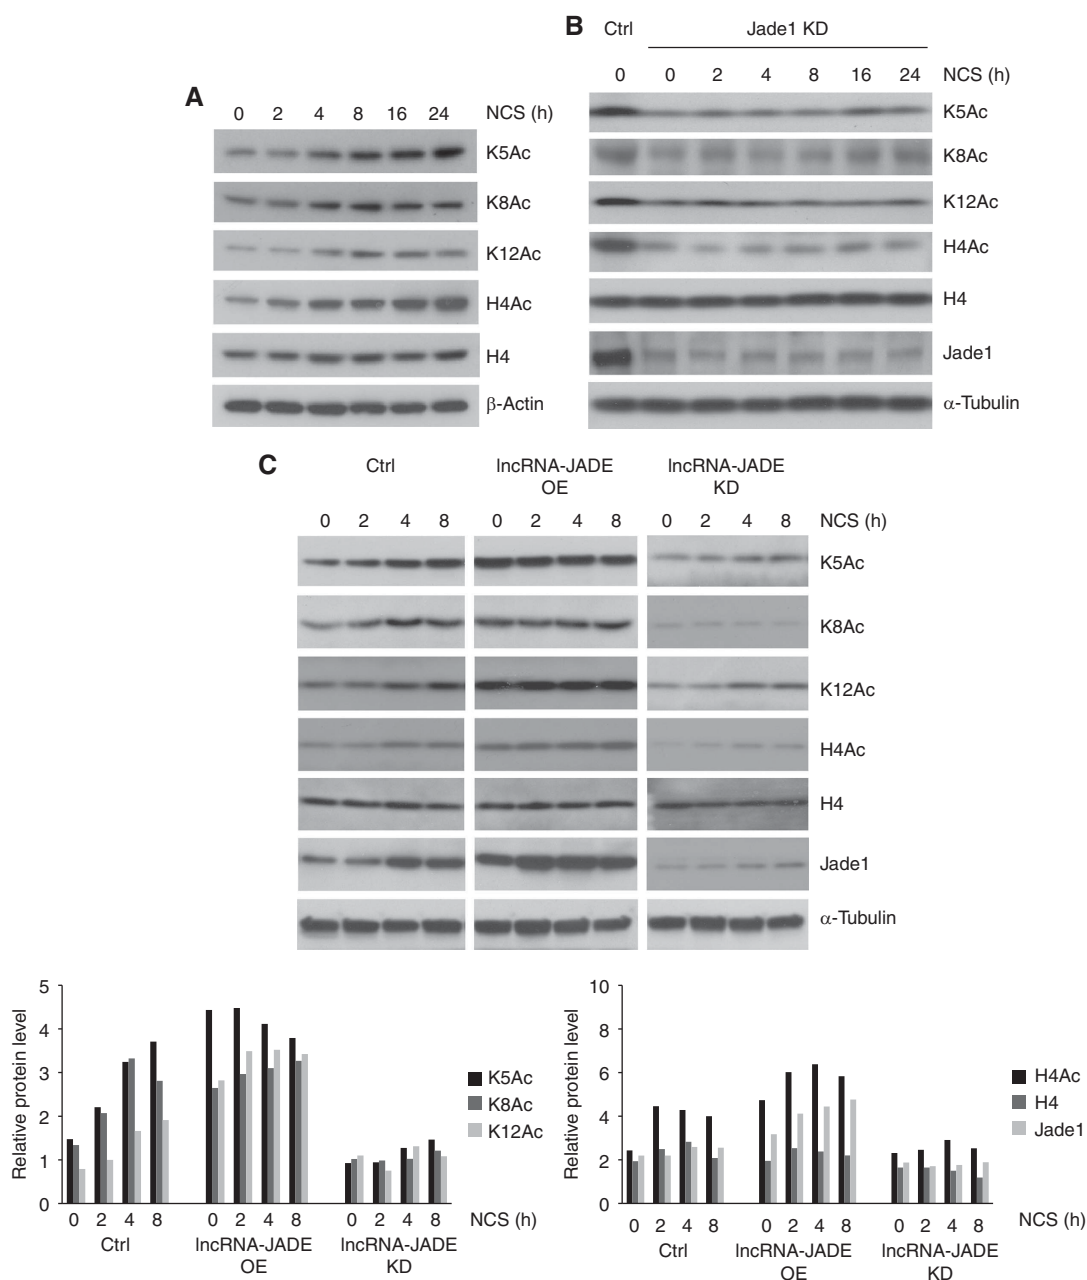 B Ctrl Jade1 KD
0 0 2 4 8 16 24 NCS (h)
K5Ac
K8Ac
K12Ac
H4Ac
H4
Jade1
α-Tubulin
A
0 2 4 8 16 24 NCS (h)
K5Ac
K8Ac
K12Ac
H4Ac
H4
β-Actin
C Ctrl lncRNA-JADE lncRNA-JADE
OE KD
0 2 4 8 0 2 4 8 0 2 4 8 NCS (h)
K5Ac
K8Ac
K12Ac
H4Ac
H4
Jade1
α-Tubulin
Relative protein level
5
4
3
2
1
0
K5Ac
K8Ac
K12Ac
0 2 4 8 0 2 4 8 0 2 4 8 NCS (h)
Ctrl lncRNA-JADE lncRNA-JADE
OE KD
Relative protein level
10
8
6
4
2
0
H4Ac
H4
Jade1
0 2 4 8 0 2 4 8 0 2 4 8 NCS (h)
Ctrl lncRNA-JADE lncRNA-JADE
OE KD